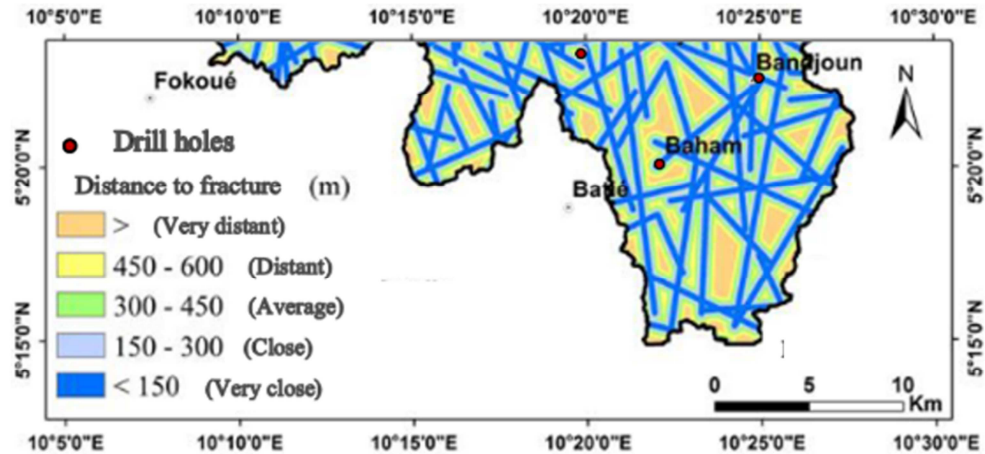 10°5'0"E 10°10'0"E 10°15'0"E 10°20'0"E 10°25'0"E 10°30'0"E
Bandjoun
Fokoué
N
Drill holes
Baham
5°20'0"N
5°20'0"N
Distance to fracture (m)
Batié
> (Very distant)
450 - 600 (Distant)
300 - 450 (Average)
5°15'0"N
5°15'0"N
150 - 300 (Close)
< 150 (Very close)
0 5 10
Km
10°5'0"E 10°10'0"E 10°15'0"E 10°20'0"E 10°25'0"E 10°30'0"E